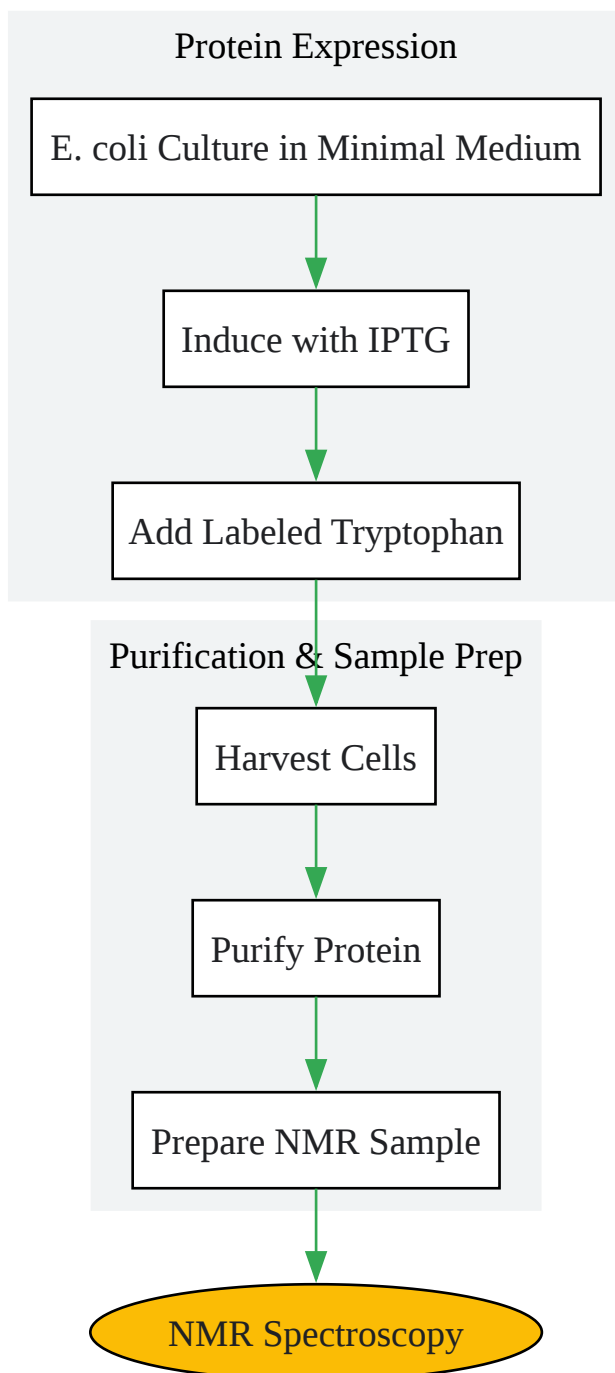 Protein Expression
E. coli Culture in Minimal Medium
Induce with IPTG
Add Labeled Tryptophan
Purification & Sample Prep
Harvest Cells
Purify Protein
Prepare NMR Sample
NMR Spectroscopy